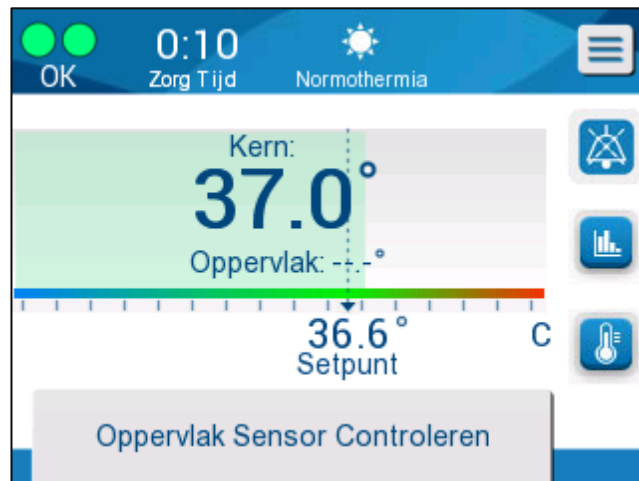 OK
0:10
Zorg Tijd
Normothermia
Kern:
37.0°
Oppervlak: --.-°
36.6° C
Setpunt
Oppervlak Sensor Controleren